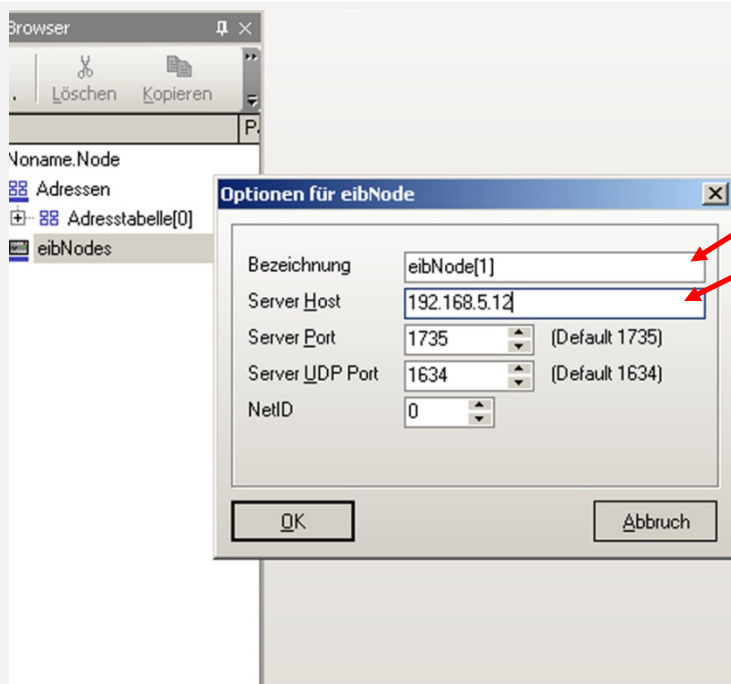 Browser
Löschen Kopieren
Noname.Node
Adressen
Adresstabelle[0]
eibNodes
Optionen für eibNode
Bezeichnung eibNode[1]
Server Host 192.168.5.12
Server Port 1735 (Default 1735)
Server UDP Port 1634 (Default 1634)
NetID 0
OK Abbruch